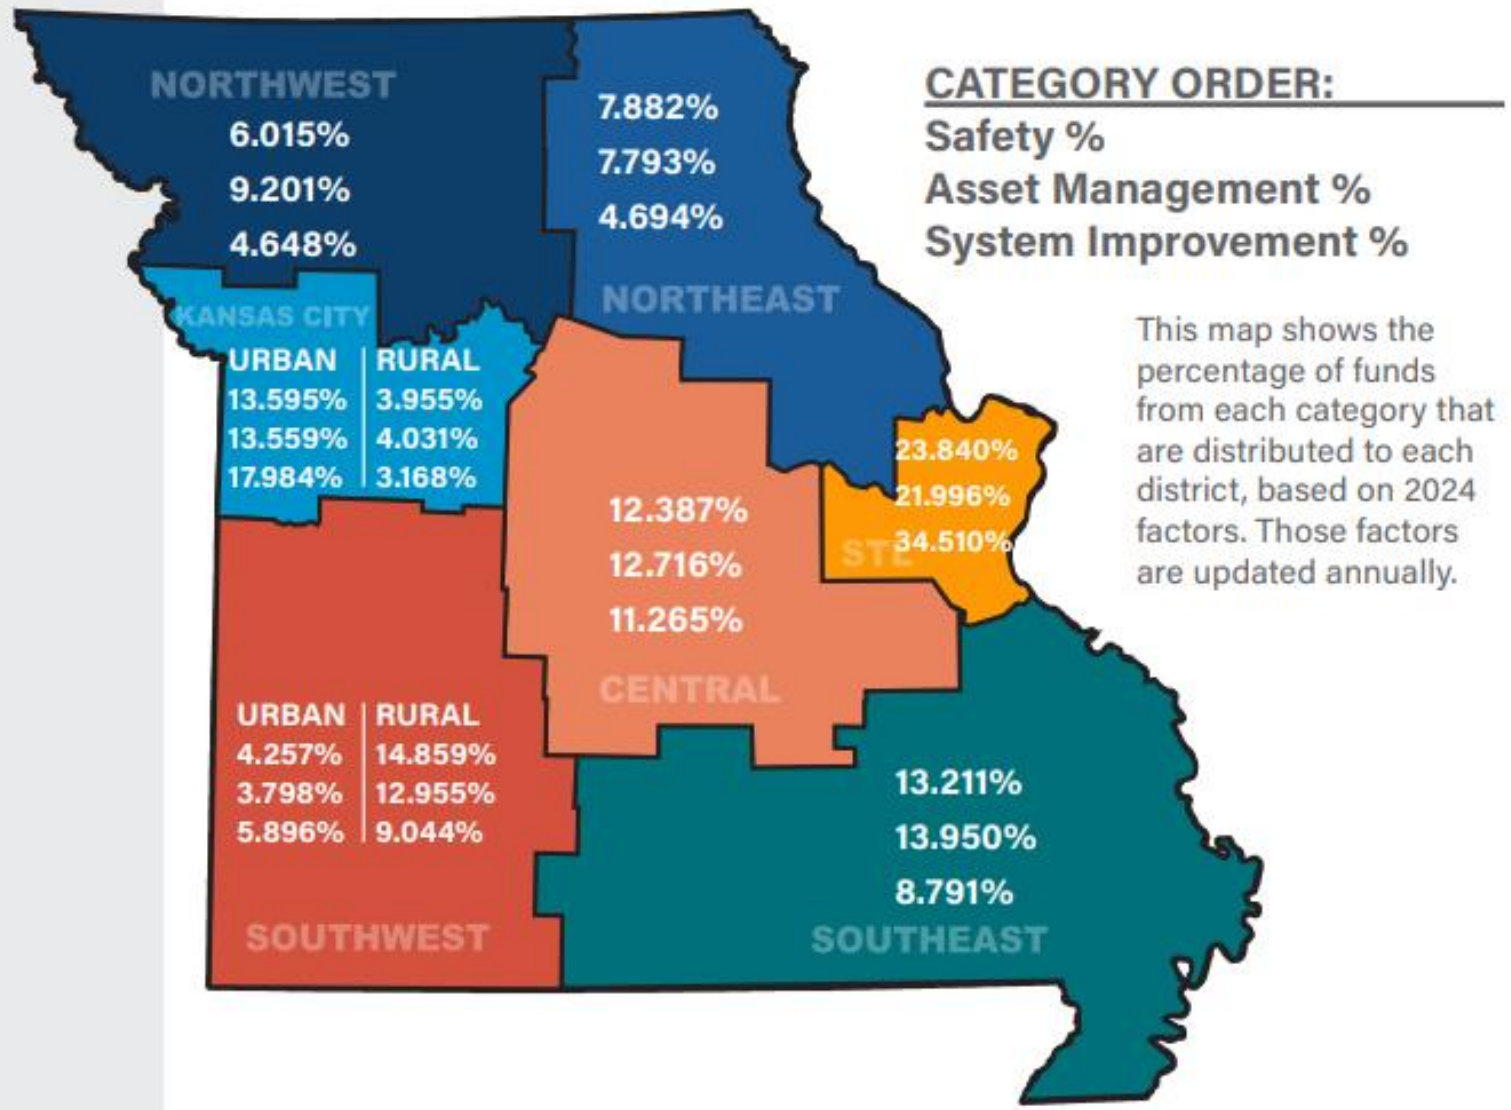 NORTHWEST
6.015%
9.201%
4.648%
7.882%
7.793%
4.694%
NORTHEAST
CATEGORY ORDER:
Safety %
Asset Management %
System Improvement %
This map shows the
percentage of funds
from each category that
are distributed to each
district, based on 2024
factors. Those factors
are updated annually.
KANSAS CITY
URBAN | RURAL
13.595% | 3.955%
13.559% | 4.031%
17.984% | 3.168%
23.840%
21.996%
34.510%
STL
12.387%
12.716%
11.265%
CENTRAL
URBAN | RURAL
4.257% | 14.859%
3.798% | 12.955%
5.896% | 9.044%
SOUTHWEST
13.211%
13.950%
8.791%
SOUTHEAST